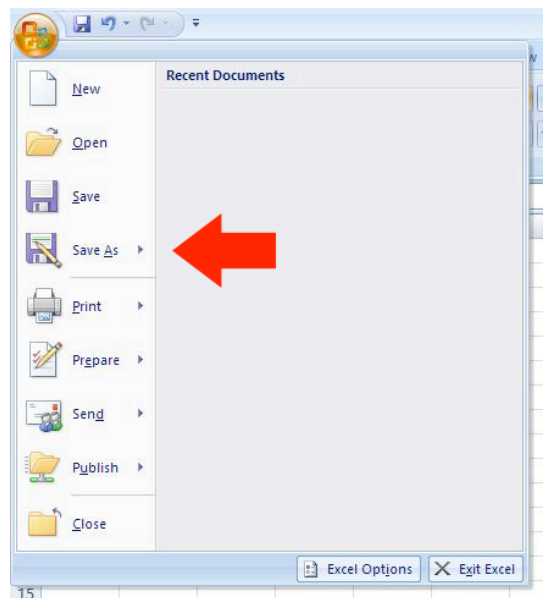 Recent Documents
New
Open
Save
Save As
Print
Prepare
Send
Publish
Close
Excel Options
Exit Excel
15